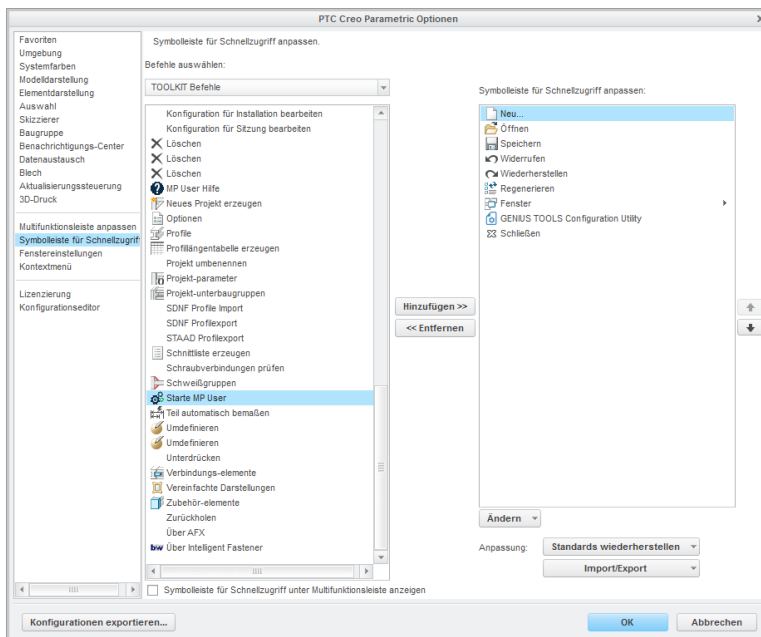 PTC Creo Parametric Optionen
Favoriten
Umgebung
Systemfarben
Modelldarstellung
Elementdarstellung
Auswahl
Skizzierer
Baugruppe
Benachrichtigungs-Center
Datenaustausch
Blech
Aktualisierungssteuerung
3D-Druck
Multifunktionsleiste anpassen
Symbolleiste für Schnellzugrif
Fenstereinstellungen
Kontextmenü
Lizenzierung
Konfigurationseditor
Symbolleiste für Schnellzugriff anpassen.
Befehle auswählen:
TOOLKIT Befehle
Konfiguration für Installation bearbeiten
Konfiguration für Sitzung bearbeiten
Löschen
Löschen
Löschen
MP User Hilfe
Neues Projekt erzeugen
Optionen
Profile
Profillängentabelle erzeugen
Projekt umbenennen
Projekt-parameter
Projekt-unterbaugruppen
SDNF Profile Import
SDNF Profilexport
STAAD Profilexport
Schnittliste erzeugen
Schraubverbindungen prüfen
Schweißgruppen
Starte MP User
Teil automatisch bemaßen
Umdefinieren
Umdefinieren
Unterdrücken
Verbindungs-elemente
Vereinfachte Darstellungen
Zubehör-elemente
Zurückholen
Über AFX
bw Über Intelligent Fastener
Symbolleiste für Schnellzugriff unter Multifunktionsleiste anzeigen
Hinzufügen >>
<< Entfernen
Symbolleiste für Schnellzugriff anpassen:
Neu...
Öffnen
Speichern
Widerrufen
Wiederherstellen
Regenerieren
Fenster
GENIUS TOOLS Configuration Utility
Schließen
Ändern
Anpassung:
Standards wiederherstellen
Import/Export
Konfigurationen exportieren...
OK
Abbrechen